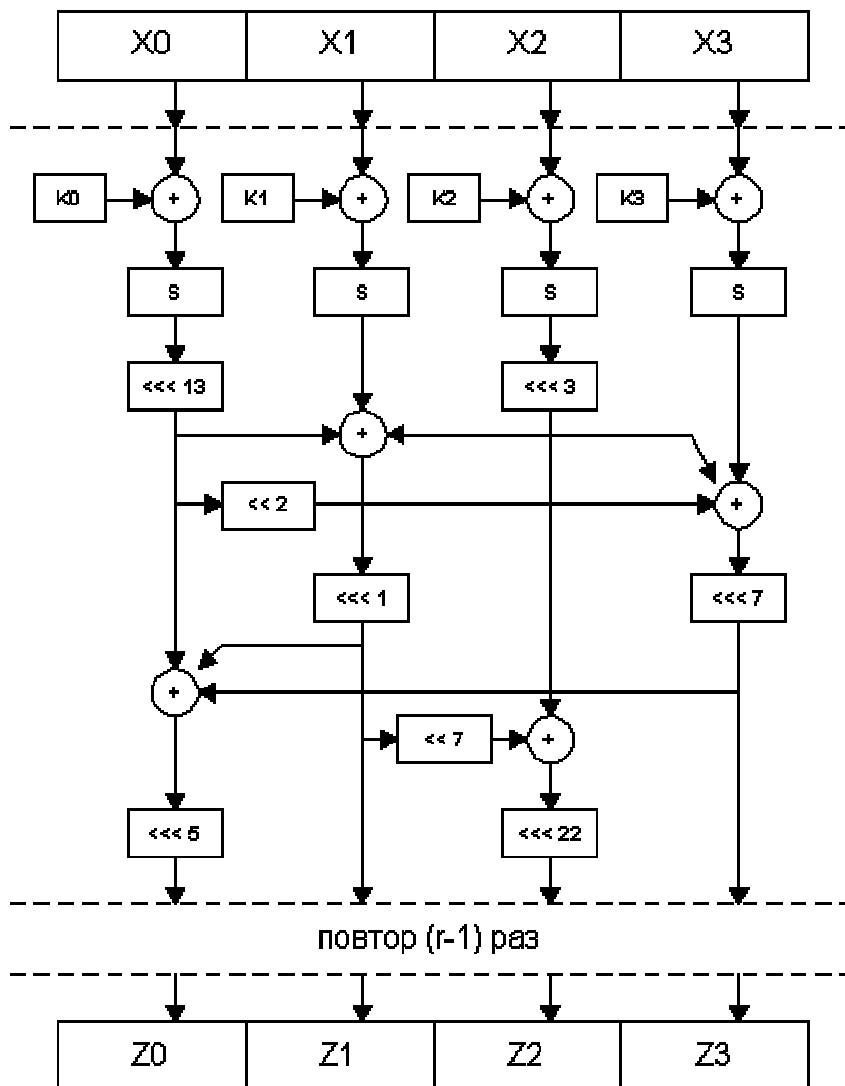 X0 X1 X2 X3
K0 + K1 + K2 + K3 +
S S S S
<<< 13 <<< 3
+
<< 2 +
<<< 1 <<< 7
+
<< 7 +
<<< 5 <<< 22
повтор (r-1) раз
Z0 Z1 Z2 Z3